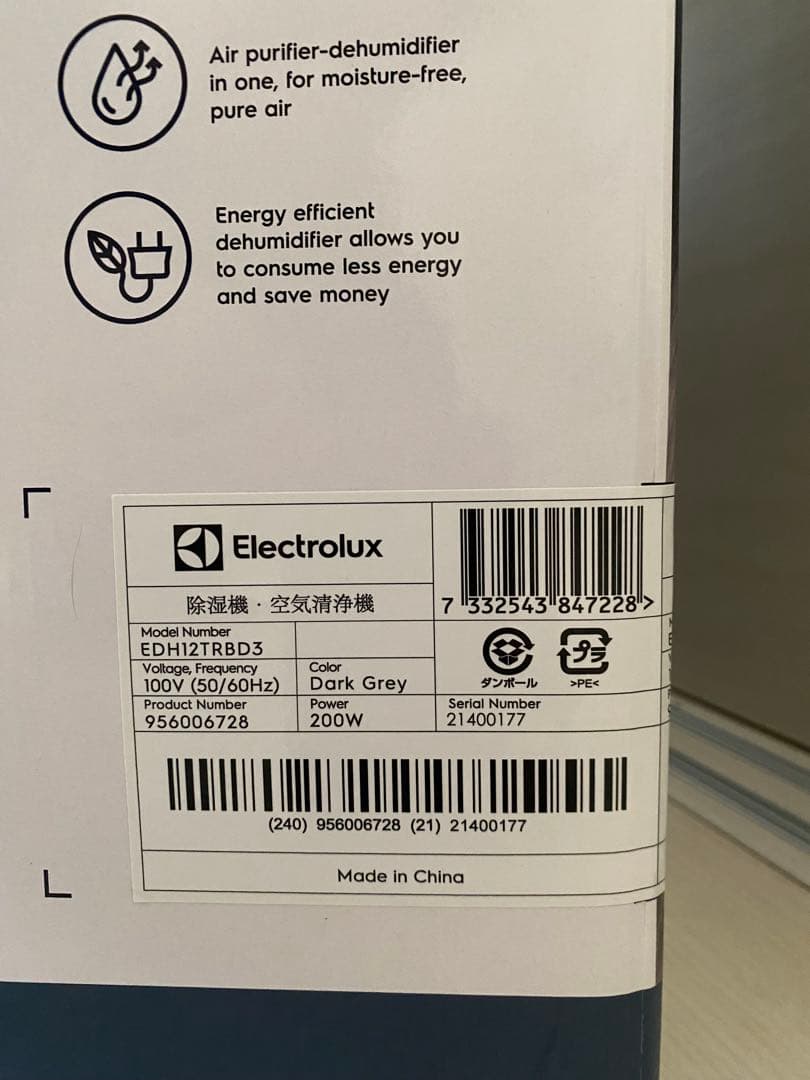 Air purifier-dehumidifier
in one, for moisture-free,
pure air
Energy efficient
dehumidifier allows you
to consume less energy
and save money
Electrolux
7 332543 847228 >
除湿機・空気清浄機
Model Number
EDH12TRBD3
Voltage, Frequency
100V (50/60Hz)
Color
Dark Grey
プラ
ダンボール
>PE<
Product Number
956006728
Power
200W
Serial Number
21400177
(240) 956006728 (21) 21400177
Made in China